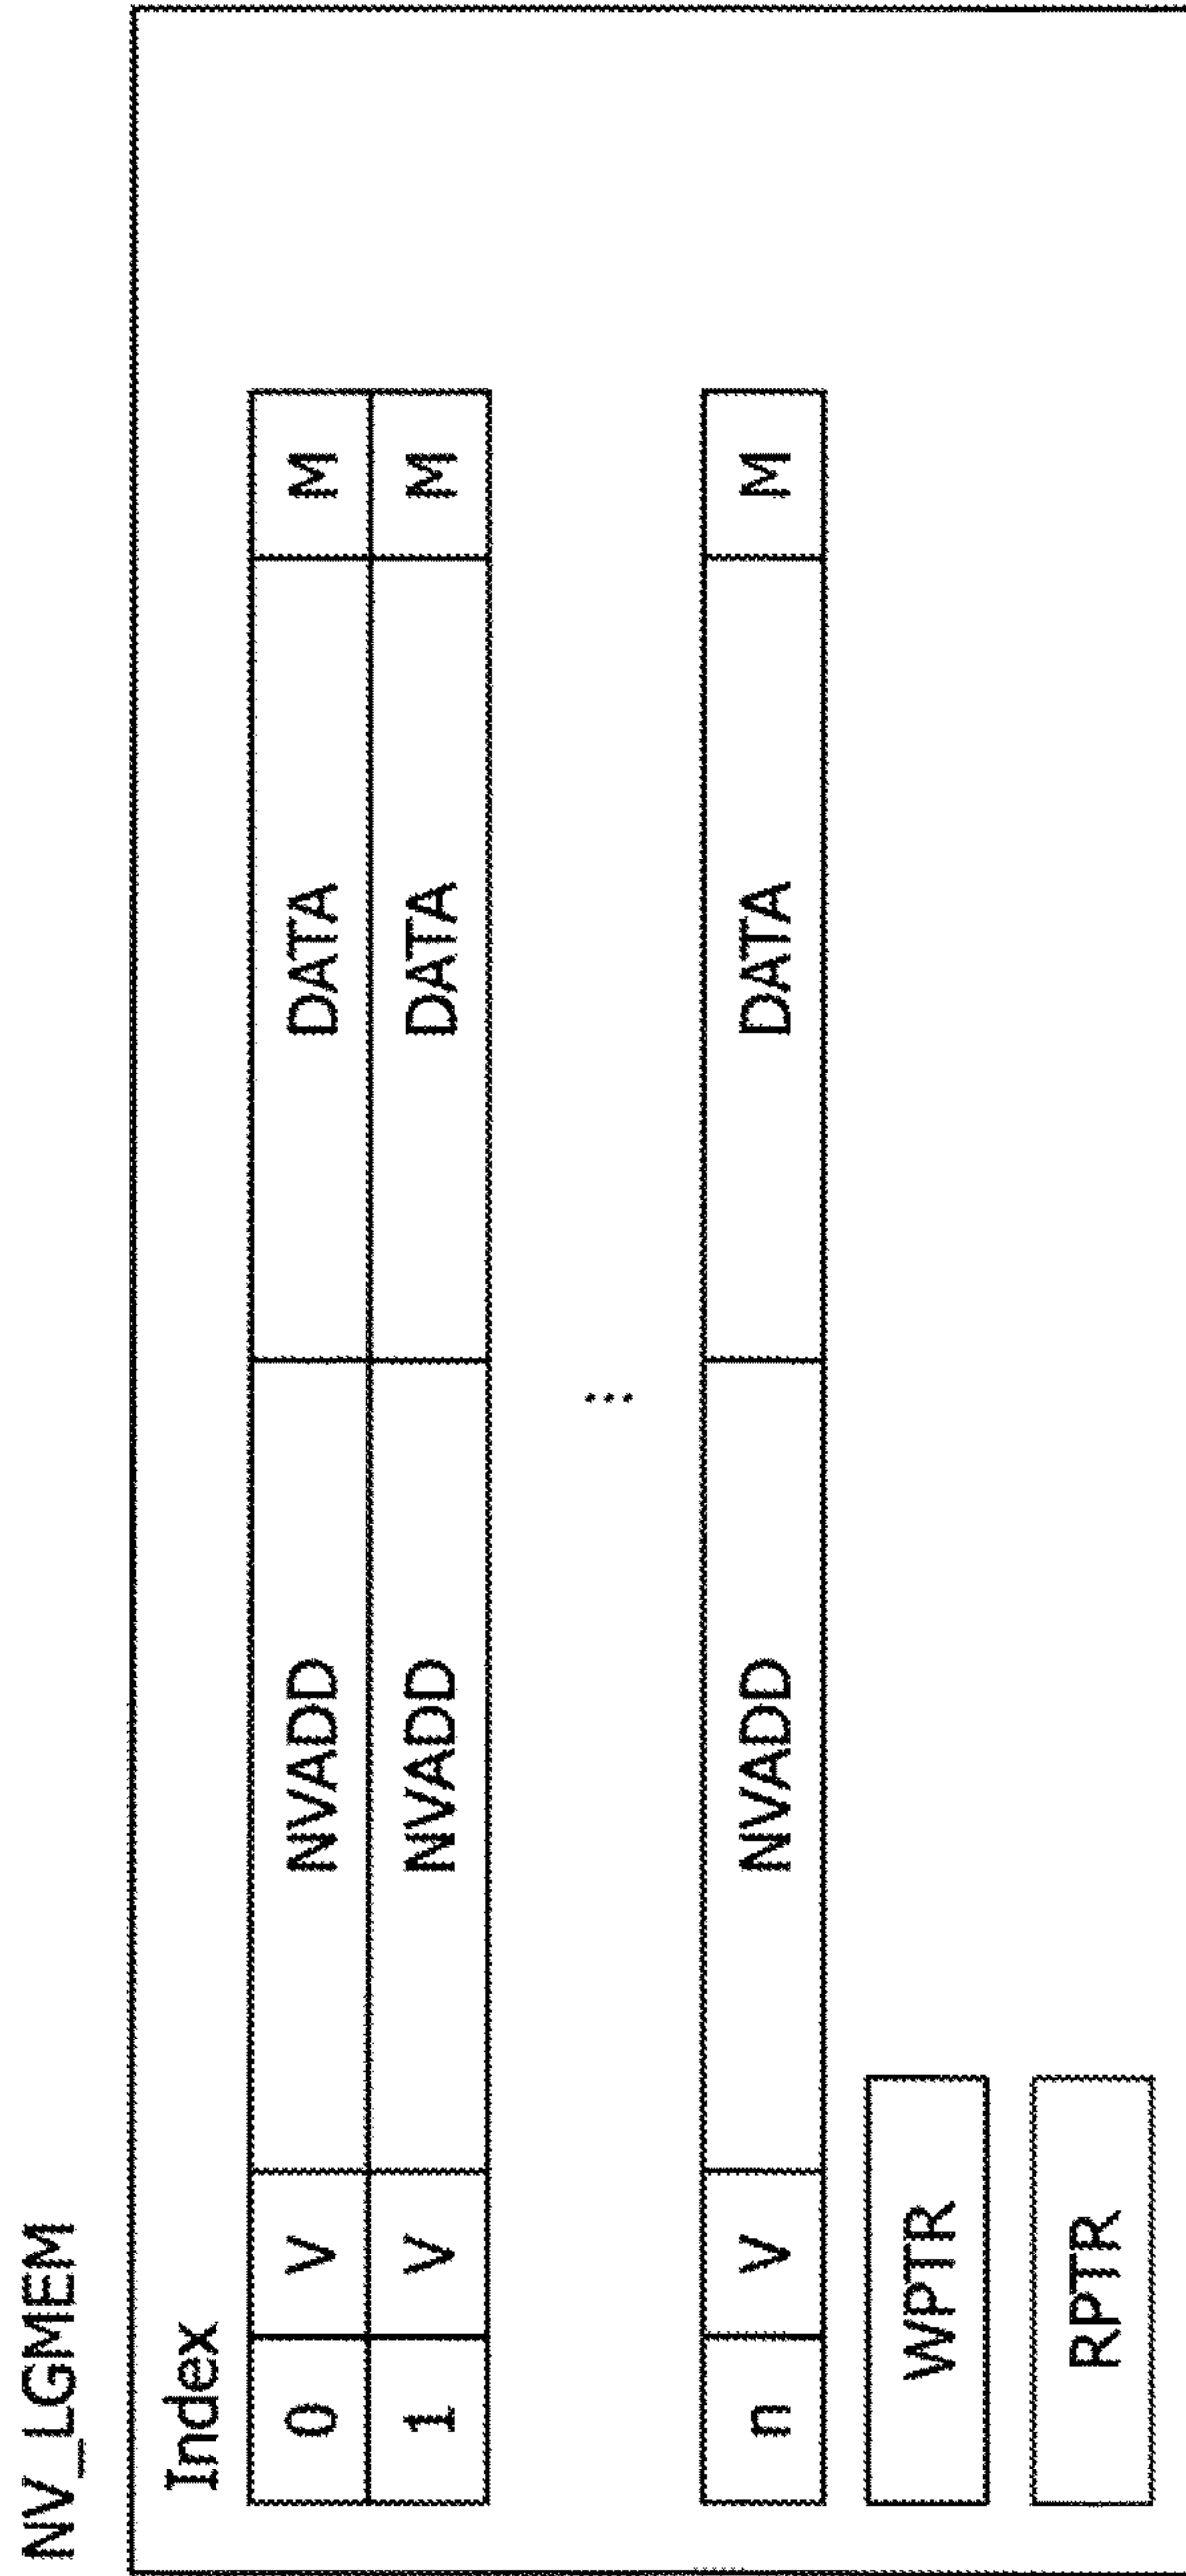 NV_LGMEM
Index
0 V NVADD DATA M
1 V NVADD DATA M
...
n V NVADD DATA M
WPTR
RPTR